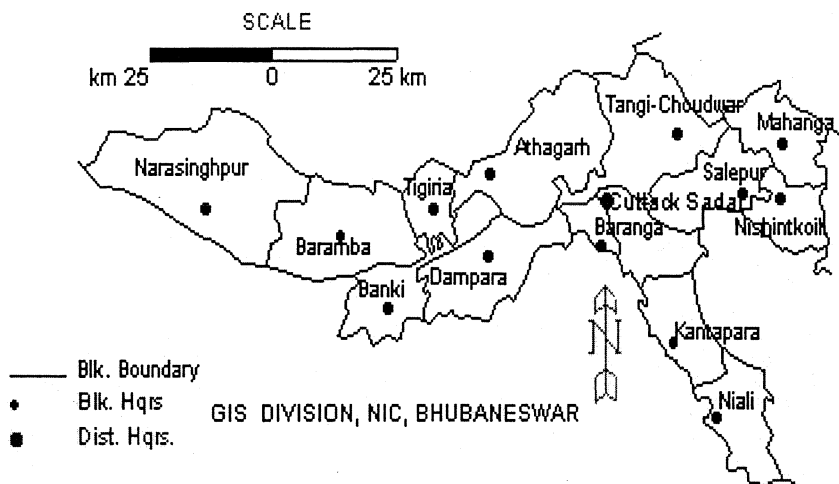 SCALE
km 25 0 25 km
Tangi-Choudwar
Mahanga
Athagarh
Narasinghpur
Salepur
Tigiria
Cuttack Sadar
Nishintkoili
Baranga
Baramba
Dampara
Banki
Kantapara
Niali
N
Blk. Boundary
Blk. Hqrs
Dist. Hqrs.
GIS DIVISION, NIC, BHUBANESWAR